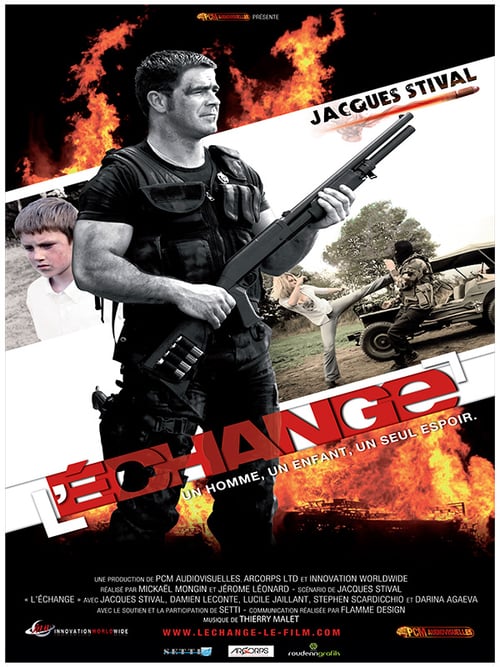 PCM AUDIOVISUELLES PRÉSENTE
JACQUES STIVAL
L'ÉCHANGE
UN HOMME, UN ENFANT, UN SEUL ESPOIR.
UNE PRODUCTION DE PCM AUDIOVISUELLES, ARCORPS LTD ET INNOVATION WORLDWIDE
RÉALISÉ PAR MICKAËL MONGIN ET JÉROME LÉONARD - SCÉNARIO DE JACQUES STIVAL
« L'ÉCHANGE » AVEC JACQUES STIVAL, DAMIEN LECONTE, LUCILE JAILLANT, STEPHEN SCARDICCHIO ET DARINA AGAEVA
AVEC LE SOUTIEN ET LA PARTICIPATION DE SETTI - COMMUNICATION RÉALISÉE PAR FLAMME DESIGN
MUSIQUE DE THIERRY MALET
INNOVATIONWORLDWIDE
WWW.LECHANGE-LE-FILM.COM
PCM AUDIOVISUELLES
SETTI
ARCORPS
roudenngrafik